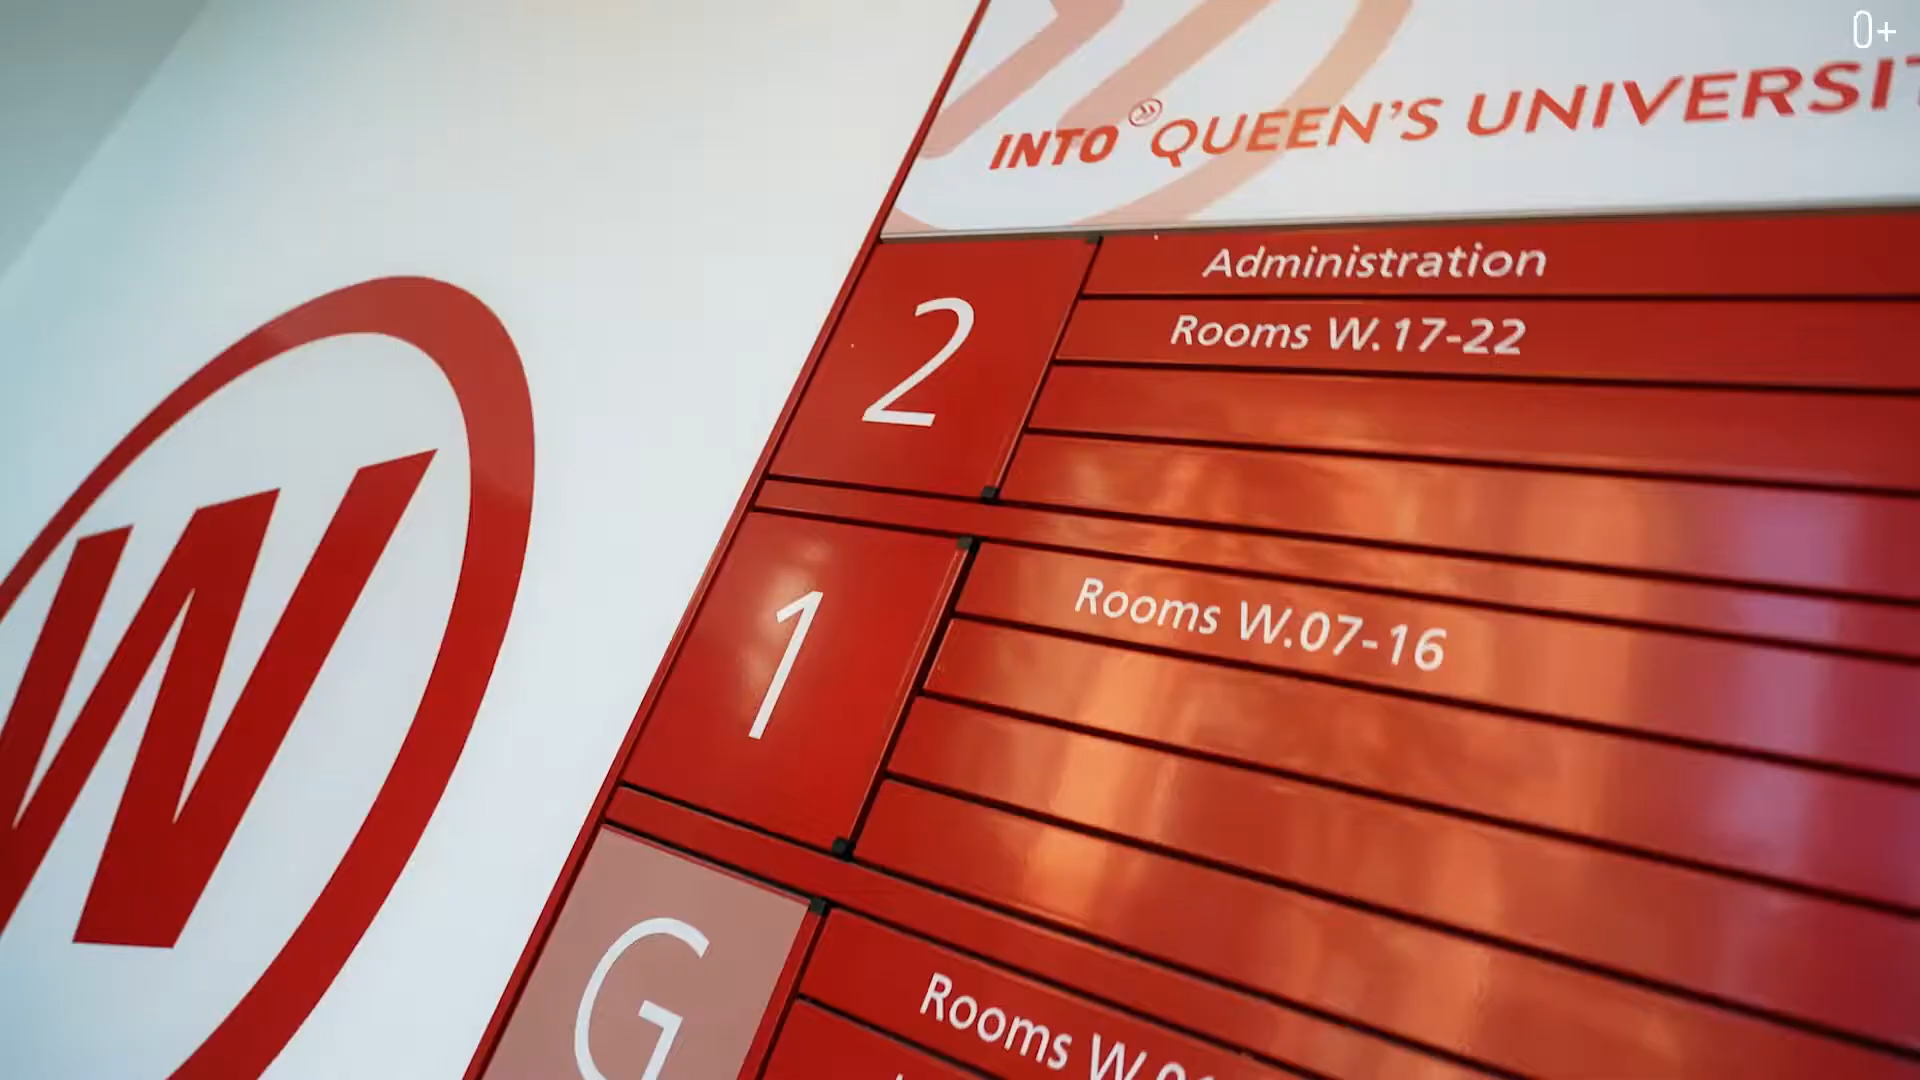 0+
INTO QUEEN'S UNIVERSIT
2
Administration
Rooms W.17-22
W
1
Rooms W.07-16
G
Rooms